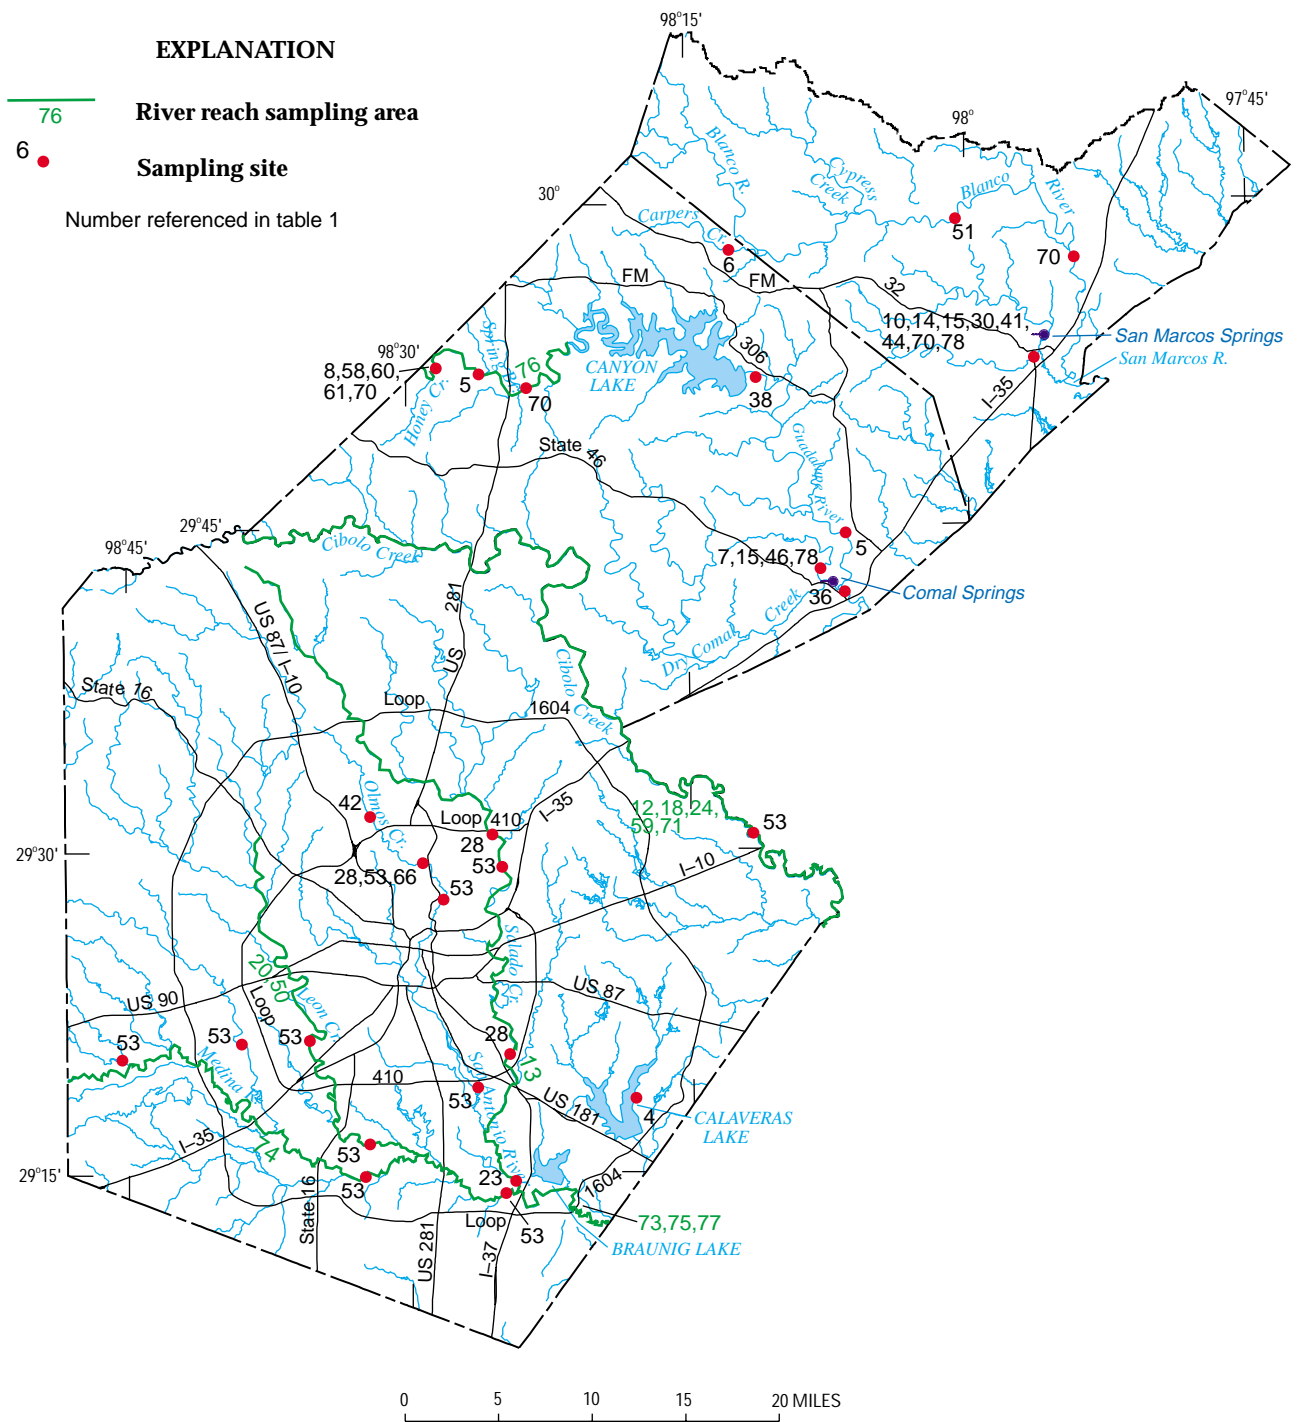 98°15'
EXPLANATION
76
River reach sampling area
6
Sampling site
Number referenced in table 1
97°45'
98°
30°
Blanco R.
Cypress
Creek
Blanco
River
Carpers
Cr.
51
70
6
FM
FM
32
10,14,15,30,41,
44,70,78
San Marcos Springs
San Marcos R.
98°30'
8,58,60,
61,70
5
76
70
Honey Cr.
CANYON
LAKE
306
38
I–35
State 46
Guadalupe River
29°45'
98°45'
Cibolo Creek
5
7,15,46,78
36
Comal Springs
Dry Comal
Creek
US 87/ I–10
281
US
Cibolo
Creek
State 16
Loop
1604
42
Olmos Cr.
Loop
410
I–35
12,18,24,
59,71
53
28
29°30'
28,53,66
53
53
I–10
Salado Cr.
20,50
Leon Cr.
Loop
US 90
US 87
53
53
53
28
13
Medina R.
410
San Antonio River
53
US 181
4
CALAVERAS
LAKE
I–35
74
53
53
29°15'
23
1604
State 16
Loop
53
73,75,77
BRAUNIG LAKE
US 281
I–37
0 5 10 15 20 MILES